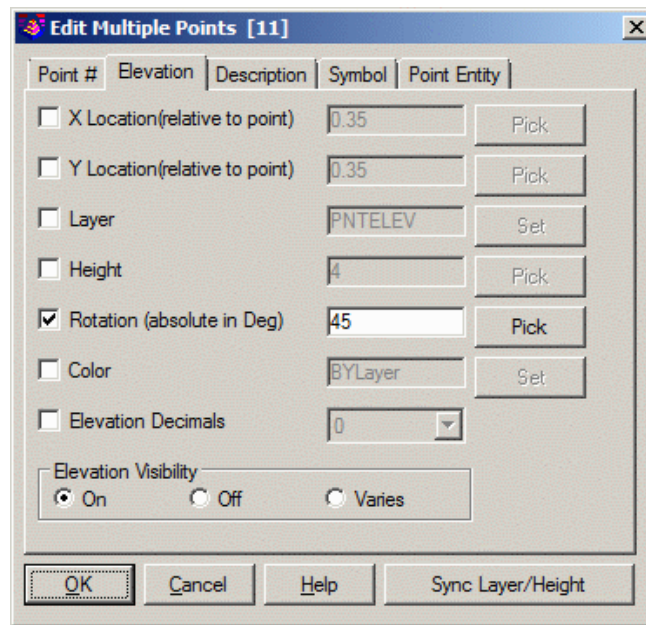 Edit Multiple Points [11]
Point # Elevation Description Symbol Point Entity
X Location(relative to point) 0.35 Pick
Y Location(relative to point) 0.35 Pick
Layer PNTELEV Set
Height 4 Pick
Rotation (absolute in Deg) 45 Pick
Color BYLayer Set
Elevation Decimals 0
Elevation Visibility
On Off Varies
OK Cancel Help Sync Layer/Height